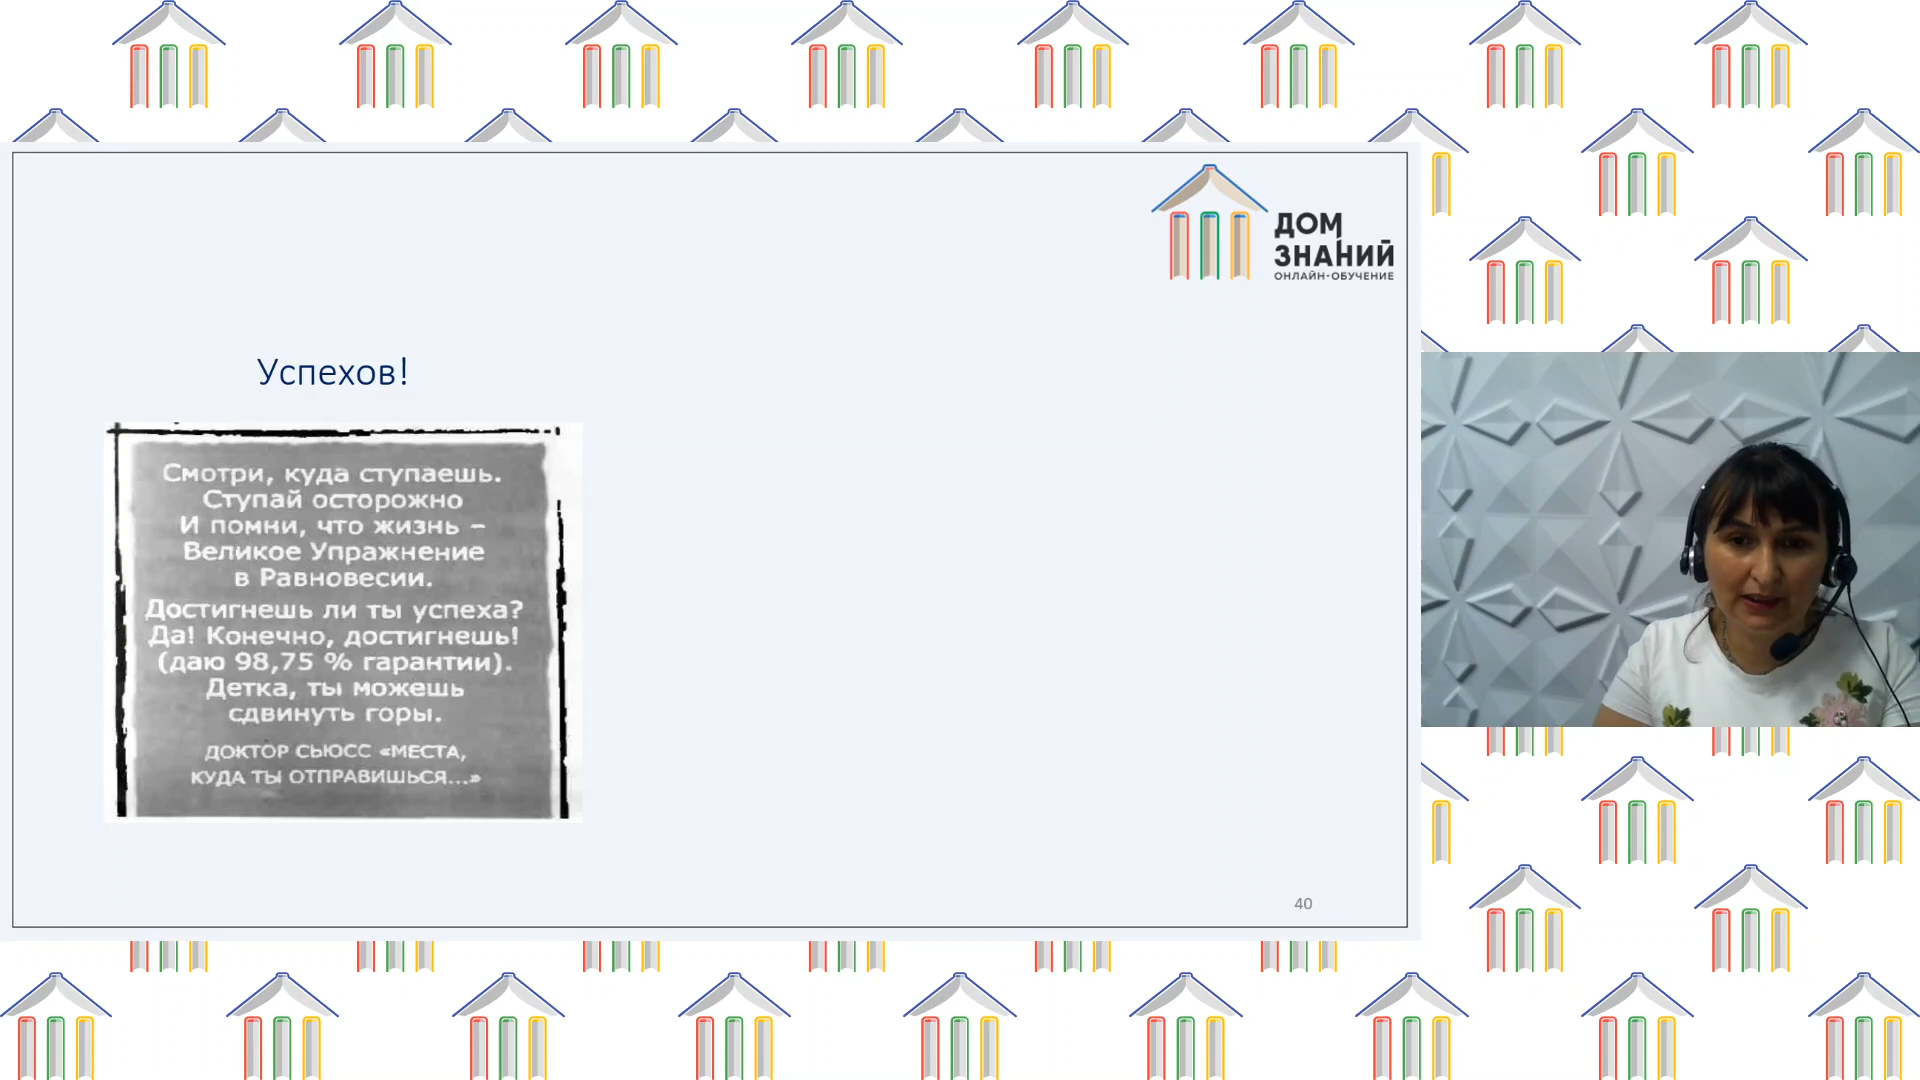 ДОМ
ЗНАНИЙ
ОНЛАЙН-ОБУЧЕНИЕ
Успехов!
Смотри, куда ступаешь.
Ступай осторожно
И помни, что жизнь –
Великое Упражнение
в Равновесии.
Достигнешь ли ты успеха?
Да! Конечно, достигнешь!
(даю 98,75 % гарантии).
Детка, ты можешь
сдвинуть горы.
ДОКТОР СЬЮСС «МЕСТА,
КУДА ТЫ ОТПРАВИШЬСЯ...»
40